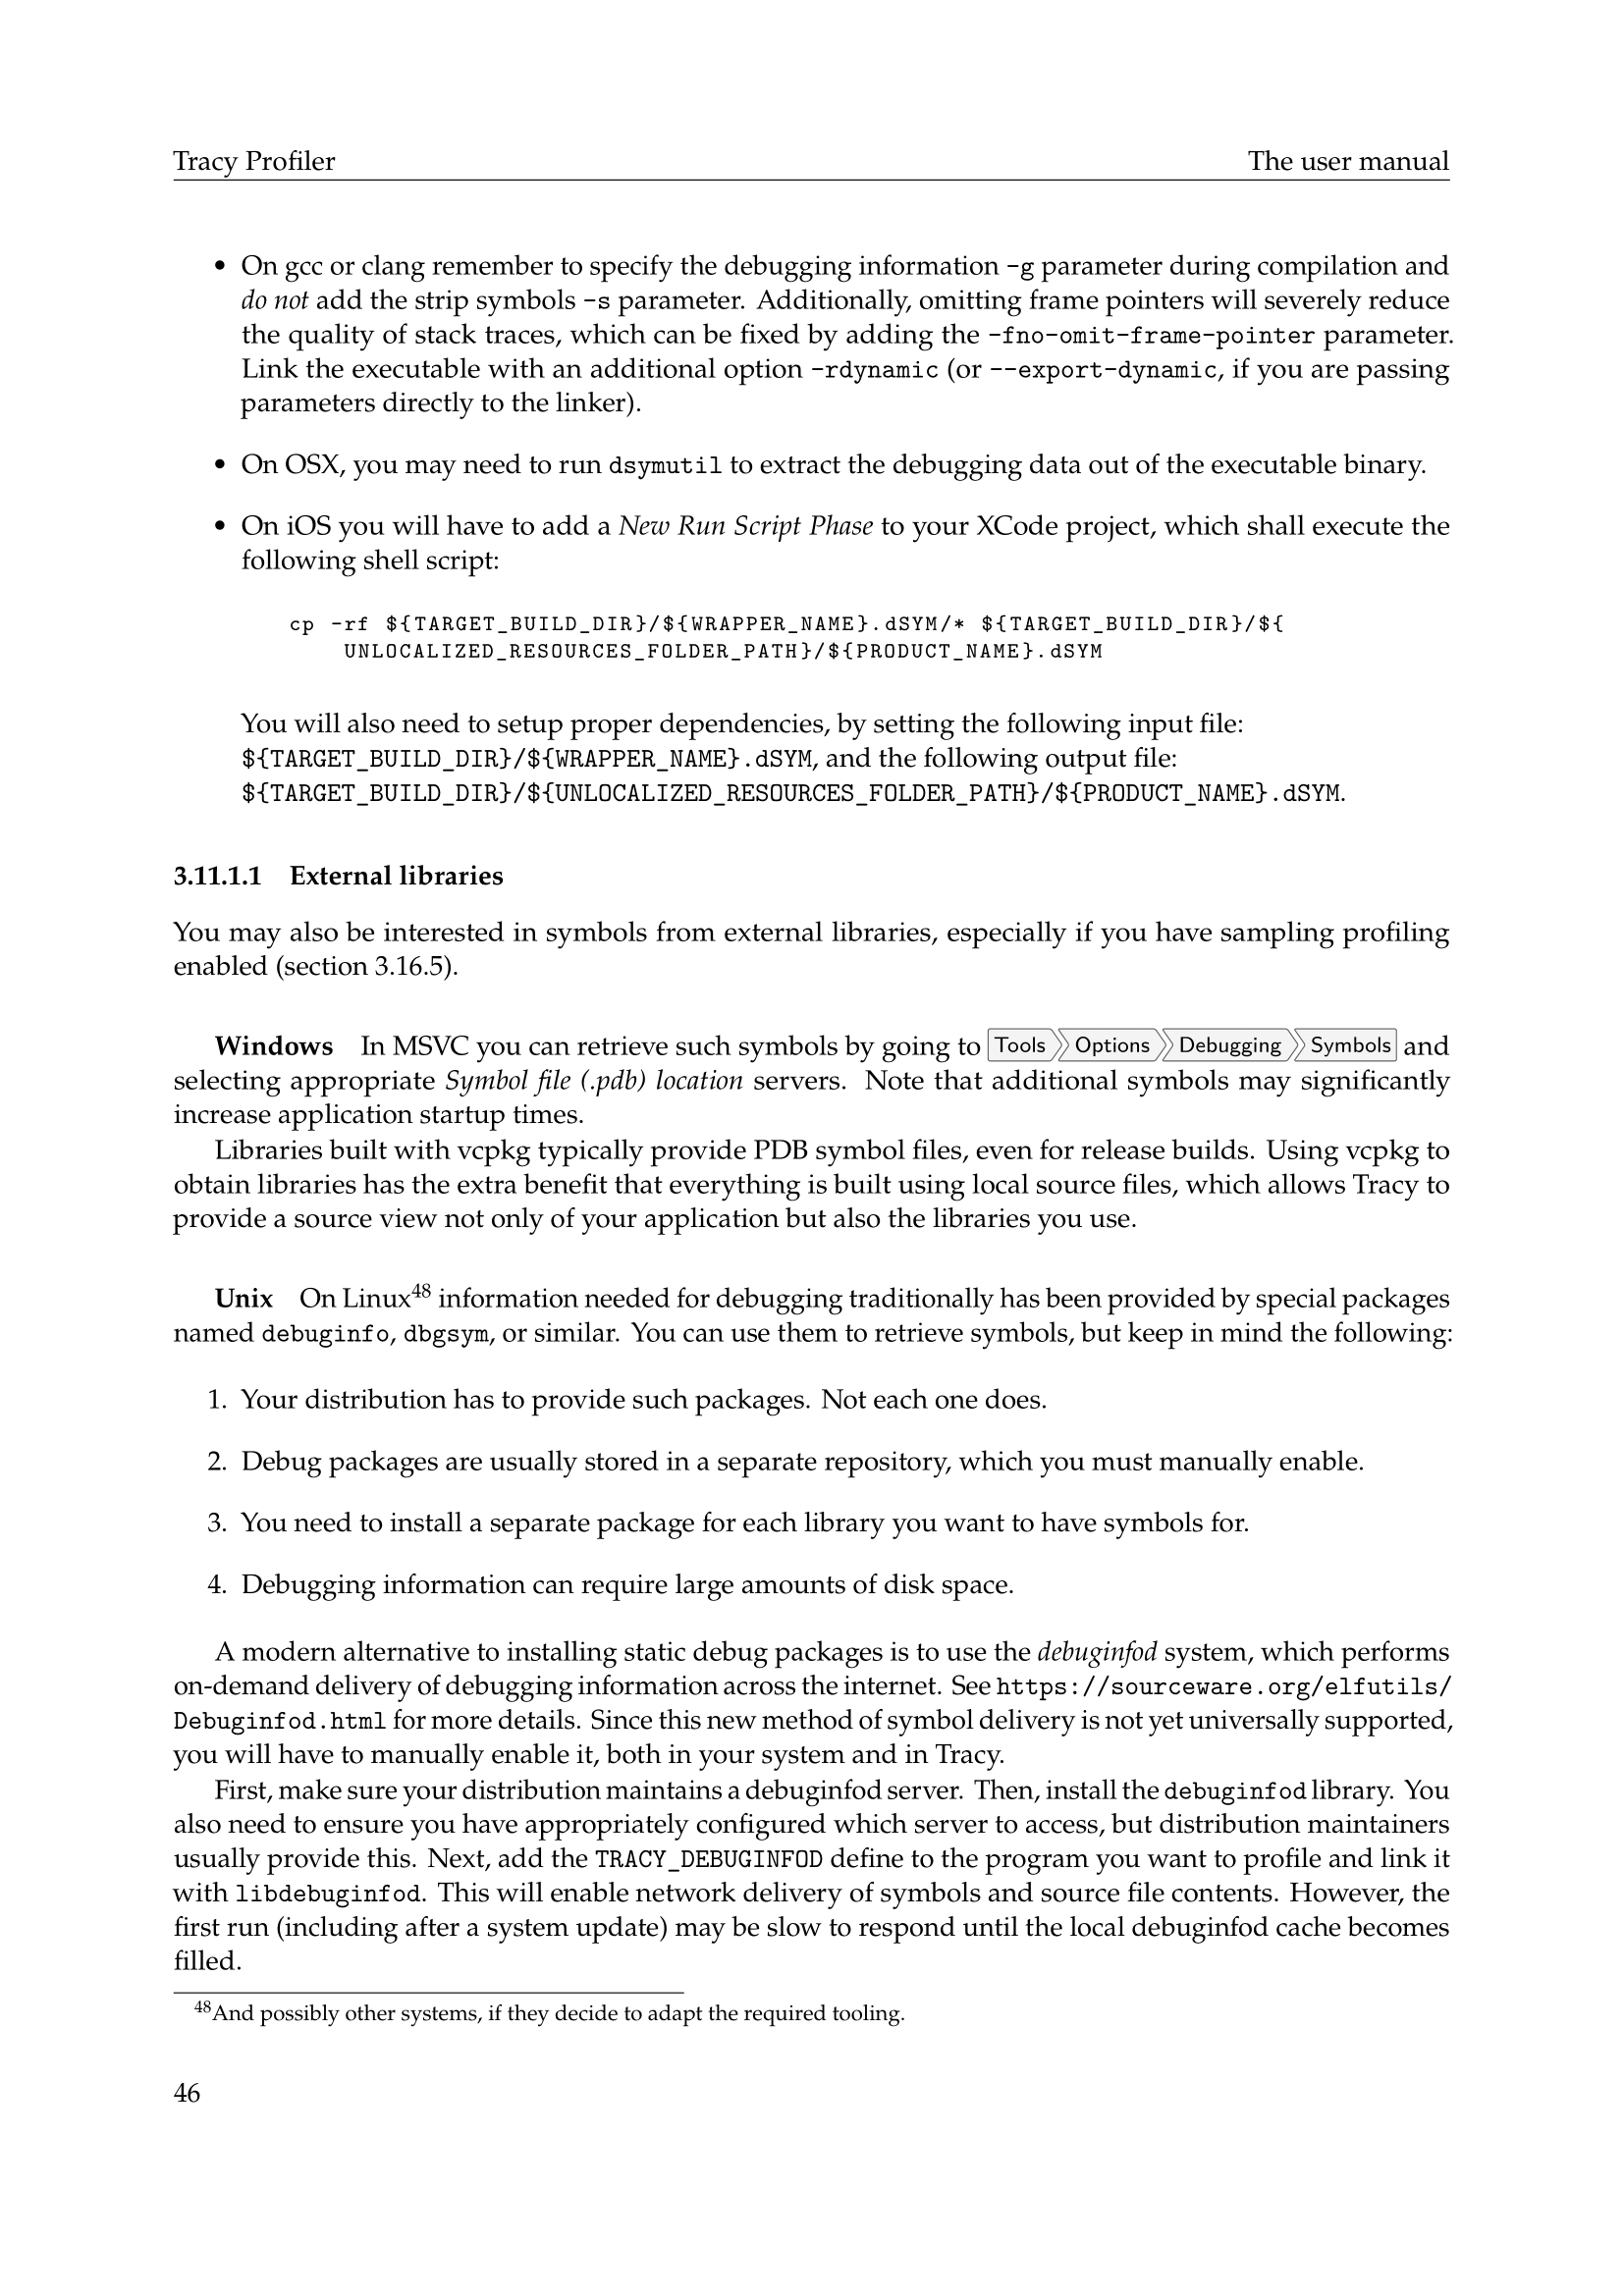 Tracy Profiler The user manual
• On gcc or clang remember to specify the debugging information -g parameter during compilation and
do not add the strip symbols -s parameter. Additionally, omitting frame pointers will severely reduce
the quality of stack traces, which can be fixed by adding the -fno-omit-frame-pointer parameter.
Link the executable with an additional option -rdynamic (or --export-dynamic, if you are passing
parameters directly to the linker).
• On OSX, you may need to run dsymutil to extract the debugging data out of the executable binary.
• On iOS you will have to add a New Run Script Phase to your XCode project, which shall execute the
following shell script:
cp -rf ${TARGET_BUILD_DIR}/${WRAPPER_NAME}.dSYM/* ${TARGET_BUILD_DIR}/${
UNLOCALIZED_RESOURCES_FOLDER_PATH}/${PRODUCT_NAME}.dSYM
You will also need to setup proper dependencies, by setting the following input file:
${TARGET_BUILD_DIR}/${WRAPPER_NAME}.dSYM, and the following output file:
${TARGET_BUILD_DIR}/${UNLOCALIZED_RESOURCES_FOLDER_PATH}/${PRODUCT_NAME}.dSYM.
3.11.1.1 External libraries
You may also be interested in symbols from external libraries, especially if you have sampling profiling
enabled (section 3.16.5).
Windows In MSVC you can retrieve such symbols by going to Tools Options Debugging Symbols and
selecting appropriate Symbol file (.pdb) location servers. Note that additional symbols may significantly
increase application startup times.
Libraries built with vcpkg typically provide PDB symbol files, even for release builds. Using vcpkg to
obtain libraries has the extra benefit that everything is built using local source files, which allows Tracy to
provide a source view not only of your application but also the libraries you use.
Unix On Linux48 information needed for debugging traditionally has been provided by special packages
named debuginfo, dbgsym, or similar. You can use them to retrieve symbols, but keep in mind the following:
1. Your distribution has to provide such packages. Not each one does.
2. Debug packages are usually stored in a separate repository, which you must manually enable.
3. You need to install a separate package for each library you want to have symbols for.
4. Debugging information can require large amounts of disk space.
A modern alternative to installing static debug packages is to use the debuginfod system, which performs
on-demand delivery of debugging information across the internet. See https://sourceware.org/elfutils/
Debuginfod.html for more details. Since this new method of symbol delivery is not yet universally supported,
you will have to manually enable it, both in your system and in Tracy.
First, make sure your distribution maintains a debuginfod server. Then, install the debuginfod library. You
also need to ensure you have appropriately configured which server to access, but distribution maintainers
usually provide this. Next, add the TRACY_DEBUGINFOD define to the program you want to profile and link it
with libdebuginfod. This will enable network delivery of symbols and source file contents. However, the
first run (including after a system update) may be slow to respond until the local debuginfod cache becomes
filled.
48And possibly other systems, if they decide to adapt the required tooling.
46